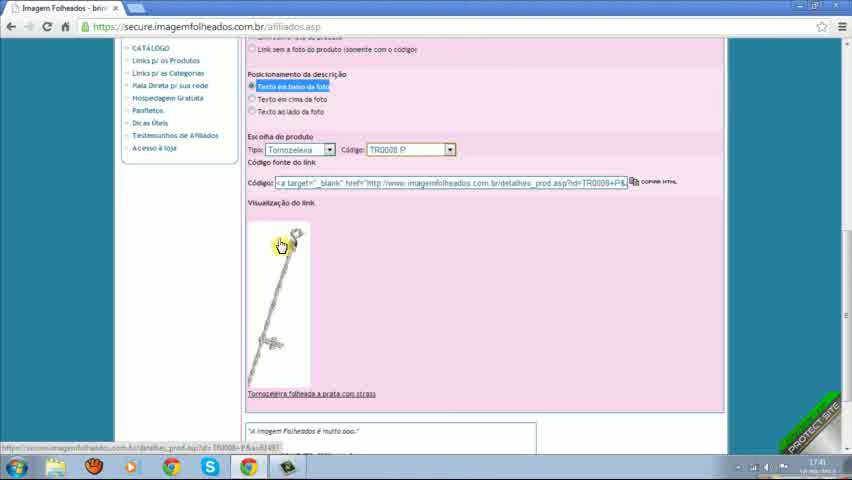 Imagem Folheados - brin
https://secure.imagemfolheados.com.br/afiliados.asp
CATÁLOGO
Links p/ os Produtos
Links p/ as Categorias
Mala Direta p/ sua rede
Hospedagem Gratuita
Panfletos
Dicas Úteis
Testemunhos de Afiliados
Acesso à loja
Link sem a foto do produto (somente com o código)
Posicionamento da descrição
Texto em baixo da foto
Texto em cima da foto
Texto ao lado da foto
Escolha do produto
Tipo: Tornozeleira Código: TR0008 P
Código fonte do link
Código: <a target="_blank" href="http://www.imagemfolheados.com.br/detalhes_prod.asp?id=TR0008+P& COPIAR HTML
Visualização do link
Tornozeleira folheada a prata com strass
"A Imagem Folheados é muito boa."
PROTECT SITE
17:41